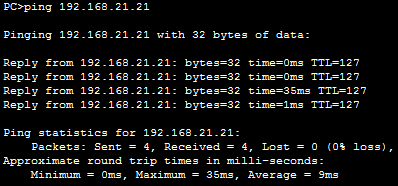 PC>ping 192.168.21.21
Pinging 192.168.21.21 with 32 bytes of data:
Reply from 192.168.21.21: bytes=32 time=0ms TTL=127
Reply from 192.168.21.21: bytes=32 time=0ms TTL=127
Reply from 192.168.21.21: bytes=32 time=35ms TTL=127
Reply from 192.168.21.21: bytes=32 time=1ms TTL=127
Ping statistics for 192.168.21.21:
Packets: Sent = 4, Received = 4, Lost = 0 (0% loss),
Approximate round trip times in milli-seconds:
Minimum = 0ms, Maximum = 35ms, Average = 9ms